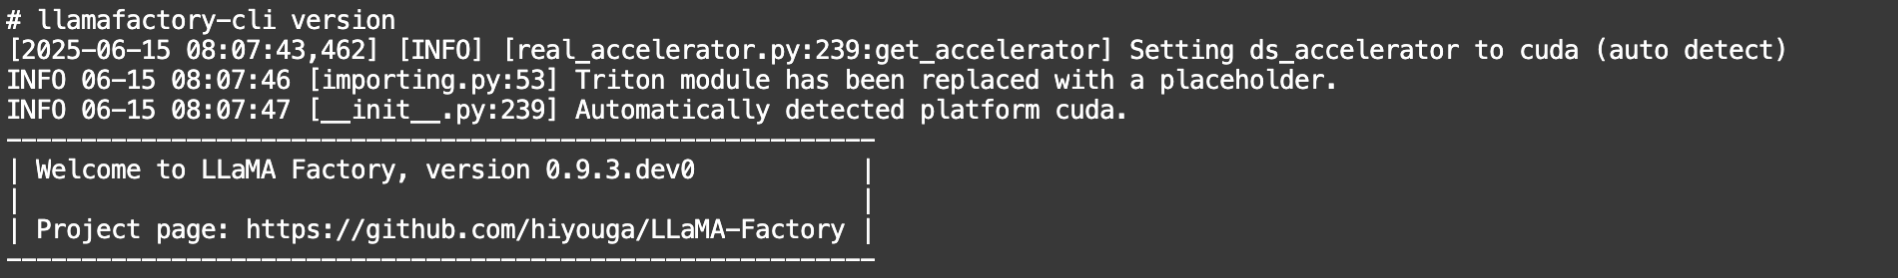 # llamafactory-cli version
[2025-06-15 08:07:43,462] [INFO] [real_accelerator.py:239:get_accelerator] Setting ds_accelerator to cuda (auto detect)
INFO 06-15 08:07:46 [importing.py:53] Triton module has been replaced with a placeholder.
INFO 06-15 08:07:47 [__init__.py:239] Automatically detected platform cuda.
----------------------------------------------------------
| Welcome to LLaMA Factory, version 0.9.3.dev0           |
|                                                        |
| Project page: https://github.com/hiyouga/LLaMA-Factory |
----------------------------------------------------------